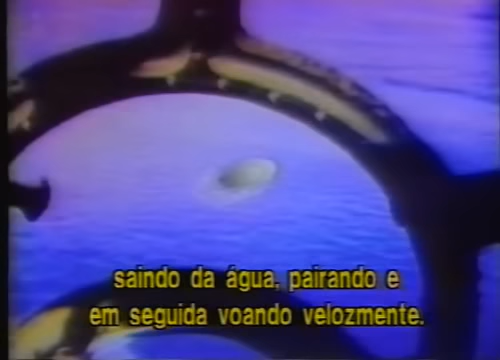 saindo da água, pairando e
em seguida voando velozmente.